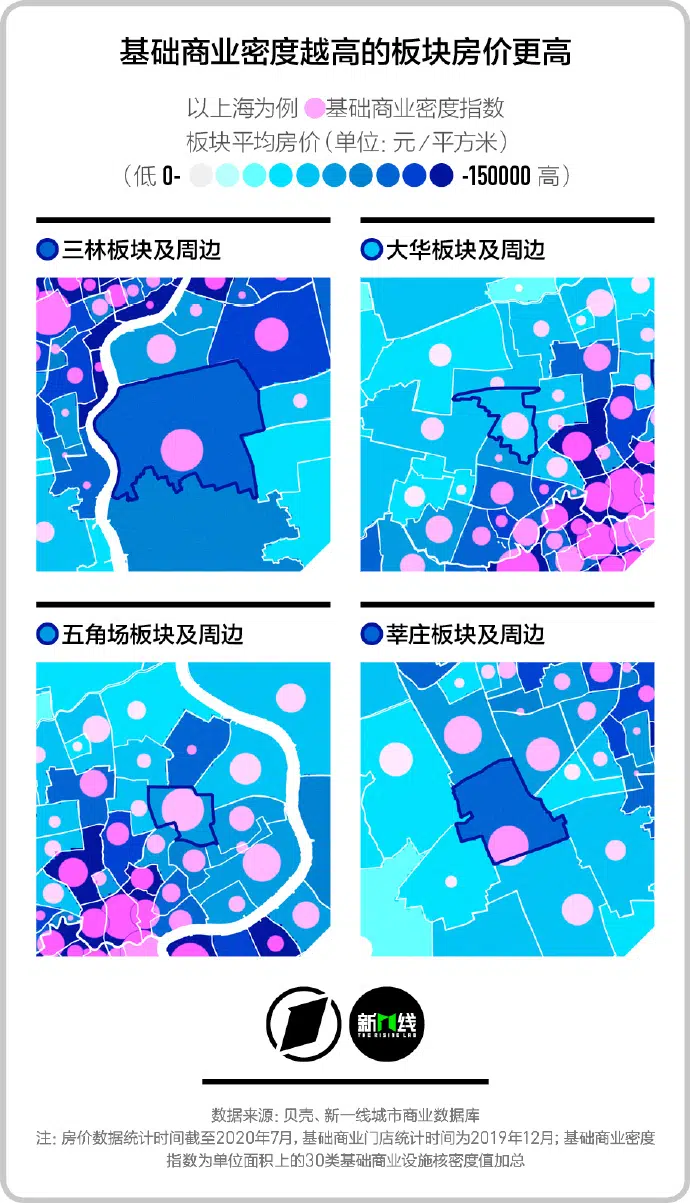 基础商业密度越高的板块房价更高
以上海为例 基础商业密度指数
板块平均房价(单位: 元/平方米)
(低 0- -150000 高)
三林板块及周边
大华板块及周边
五角场板块及周边
莘庄板块及周边
新一线
THE RISING LAB
数据来源: 贝壳、新一线城市商业数据库
注: 房价数据统计时间截至2020年7月, 基础商业门店统计时间为2019年12月; 基础商业密度
指数为单位面积上的30类基础商业设施核密度值加总